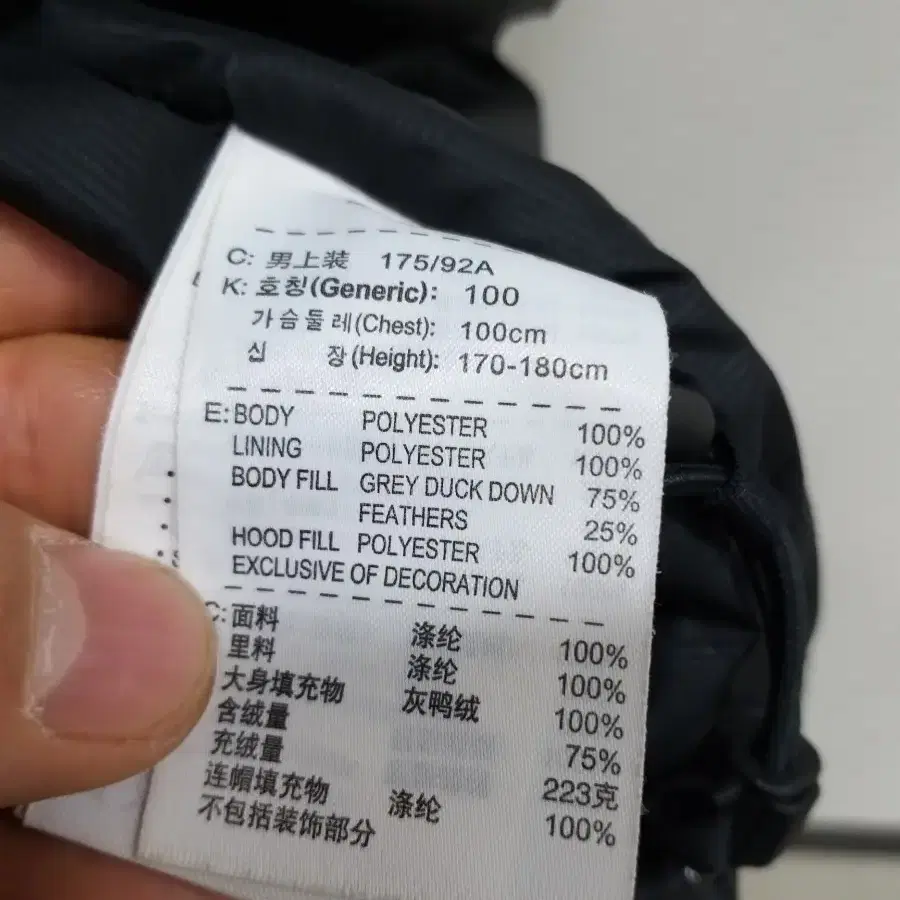 C: 男上装 175/92A
K: 호칭(Generic): 100
가슴둘레(Chest): 100cm
신 장(Height): 170-180cm
E: BODY POLYESTER 100%
LINING POLYESTER 100%
BODY FILL GREY DUCK DOWN 75%
FEATHERS 25%
HOOD FILL POLYESTER 100%
EXCLUSIVE OF DECORATION
C: 面料 涤纶 100%
里料 涤纶 100%
大身填充物 灰鸭绒 100%
含绒量 75%
充绒量 223克
连帽填充物 涤纶 100%
不包括装饰部分